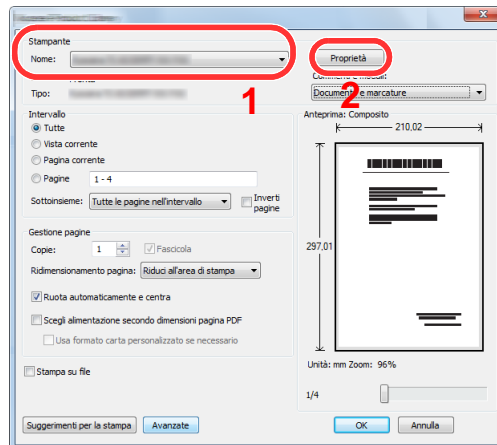 Stampante
Nome:
Proprietà
Commenti e moduli:
Tipo:
Documento e marcature
1
2
Intervallo
Tutte
Vista corrente
Pagina corrente
Pagine 1 - 4
Sottoinsieme: Tutte le pagine nell'intervallo Inverti pagine
Anteprima: Composito
210,02
297,01
Gestione pagine
Copie: 1 Fascicola
Ridimensionamento pagina: Riduci all'area di stampa
Ruota automaticamente e centra
Scegli alimentazione secondo dimensioni pagina PDF
Usa formato carta personalizzato se necessario
Unità: mm Zoom: 96%
Stampa su file
1/4
Suggerimenti per la stampa Avanzate OK Annulla